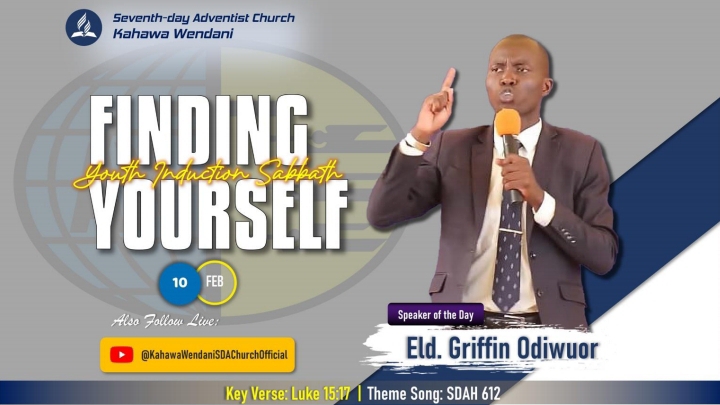 Seventh-day Adventist Church
Kahawa Wendani
FINDING
Youth Induction Sabbath
YOURSELF
10 FEB
Also Follow Live:
@KahawaWendaniSDAChurchOfficial
Speaker of the Day
Eld. Griffin Odiwuor
Key Verse: Luke 15:17 | Theme Song: SDAH 612